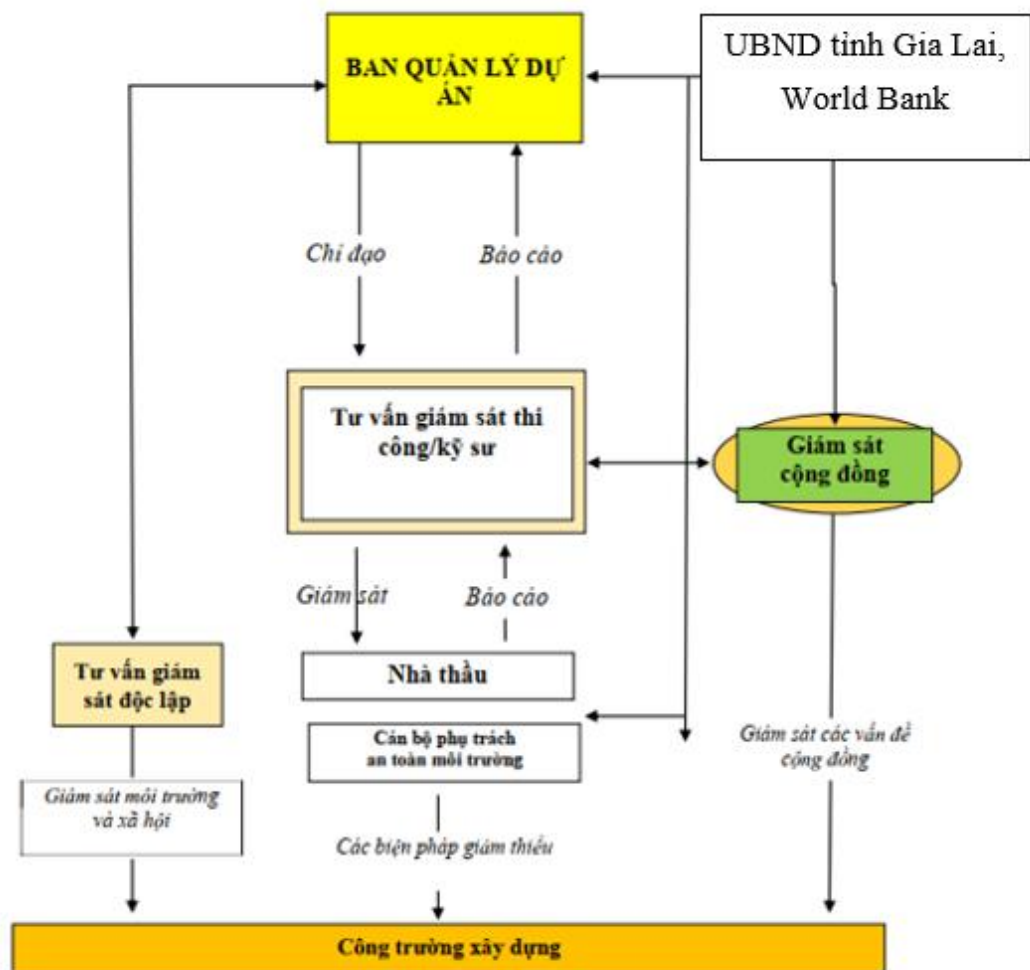 BAN QUẢN LÝ DỰ
ÁN
UBND tỉnh Gia Lai,
World Bank
Chỉ đạo
Báo cáo
Tư vấn giám sát thi
công/kỹ sư
Giám sát
cộng đồng
Giám sát
Báo cáo
Tư vấn giám
sát độc lập
Nhà thầu
Cán bộ phụ trách
an toàn môi trường
Giám sát các vấn đề
cộng đồng
Giám sát môi trường
và xã hội
Các biện pháp giảm thiểu
Công trường xây dựng